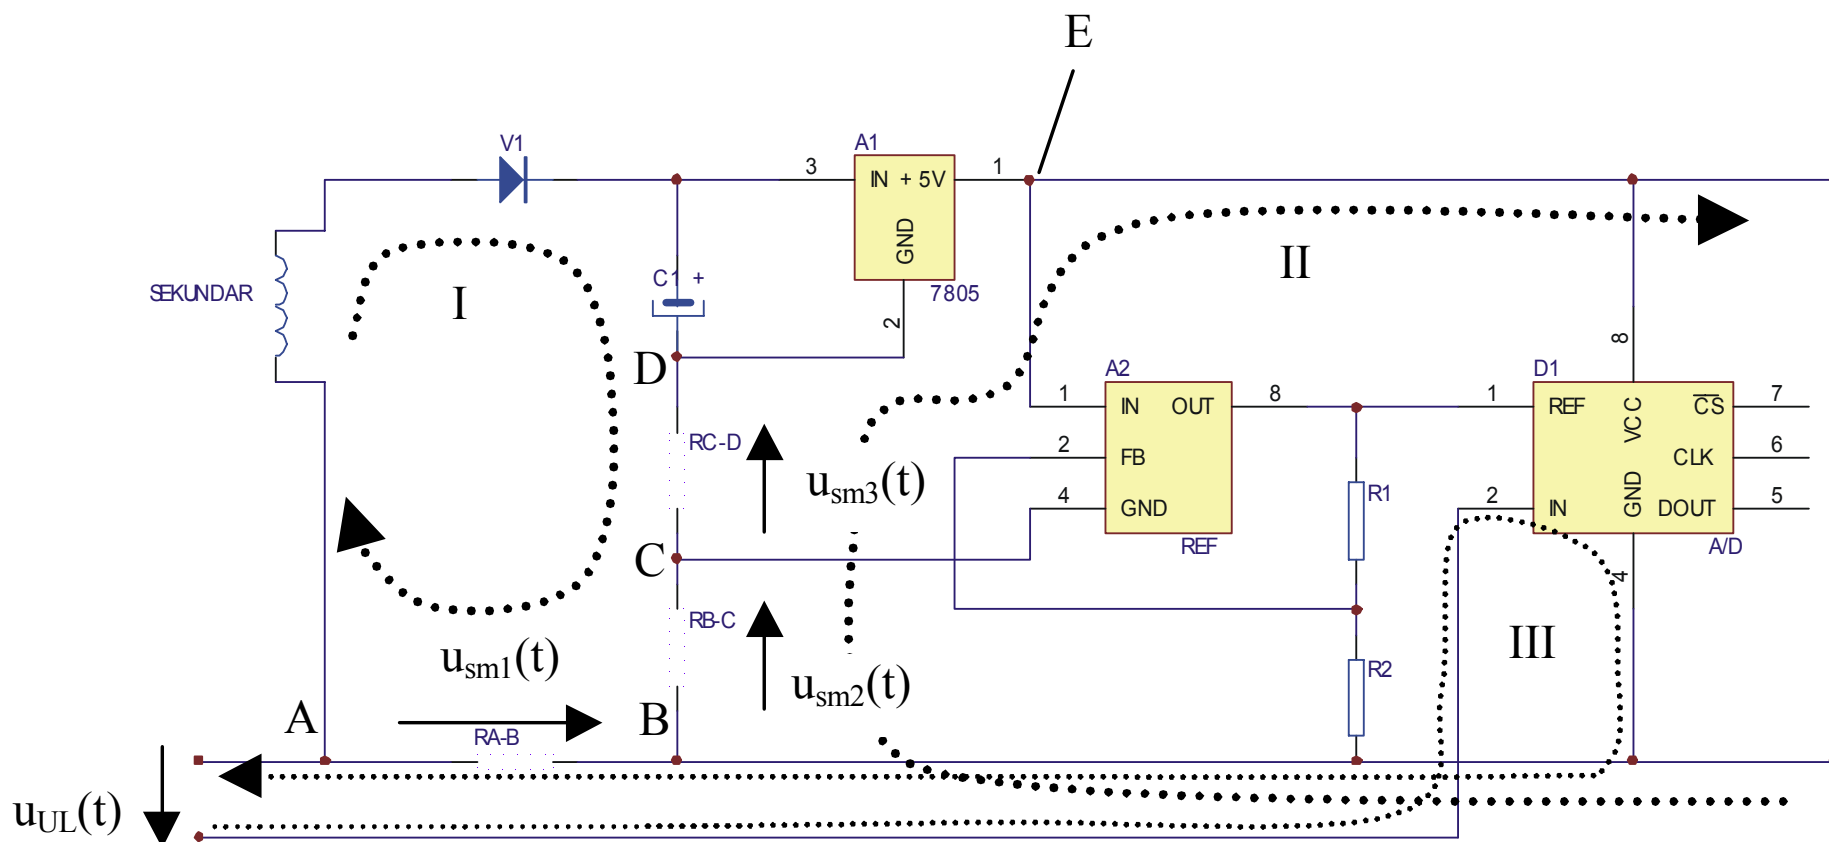 E
V1
A1
3
IN + 5V
1
GND
7805
2
SEKUNDAR
I
C1 +
II
D
8
A2
D1
1
IN
OUT
8
1
REF
VCC
CS
7
RC-D
usm3(t)
2
FB
CLK
6
4
GND
R1
2
IN
GND
DOUT
5
REF
A/D
C
4
RB-C
III
usm1(t)
usm2(t)
R2
A
B
RA-B
uUL(t)